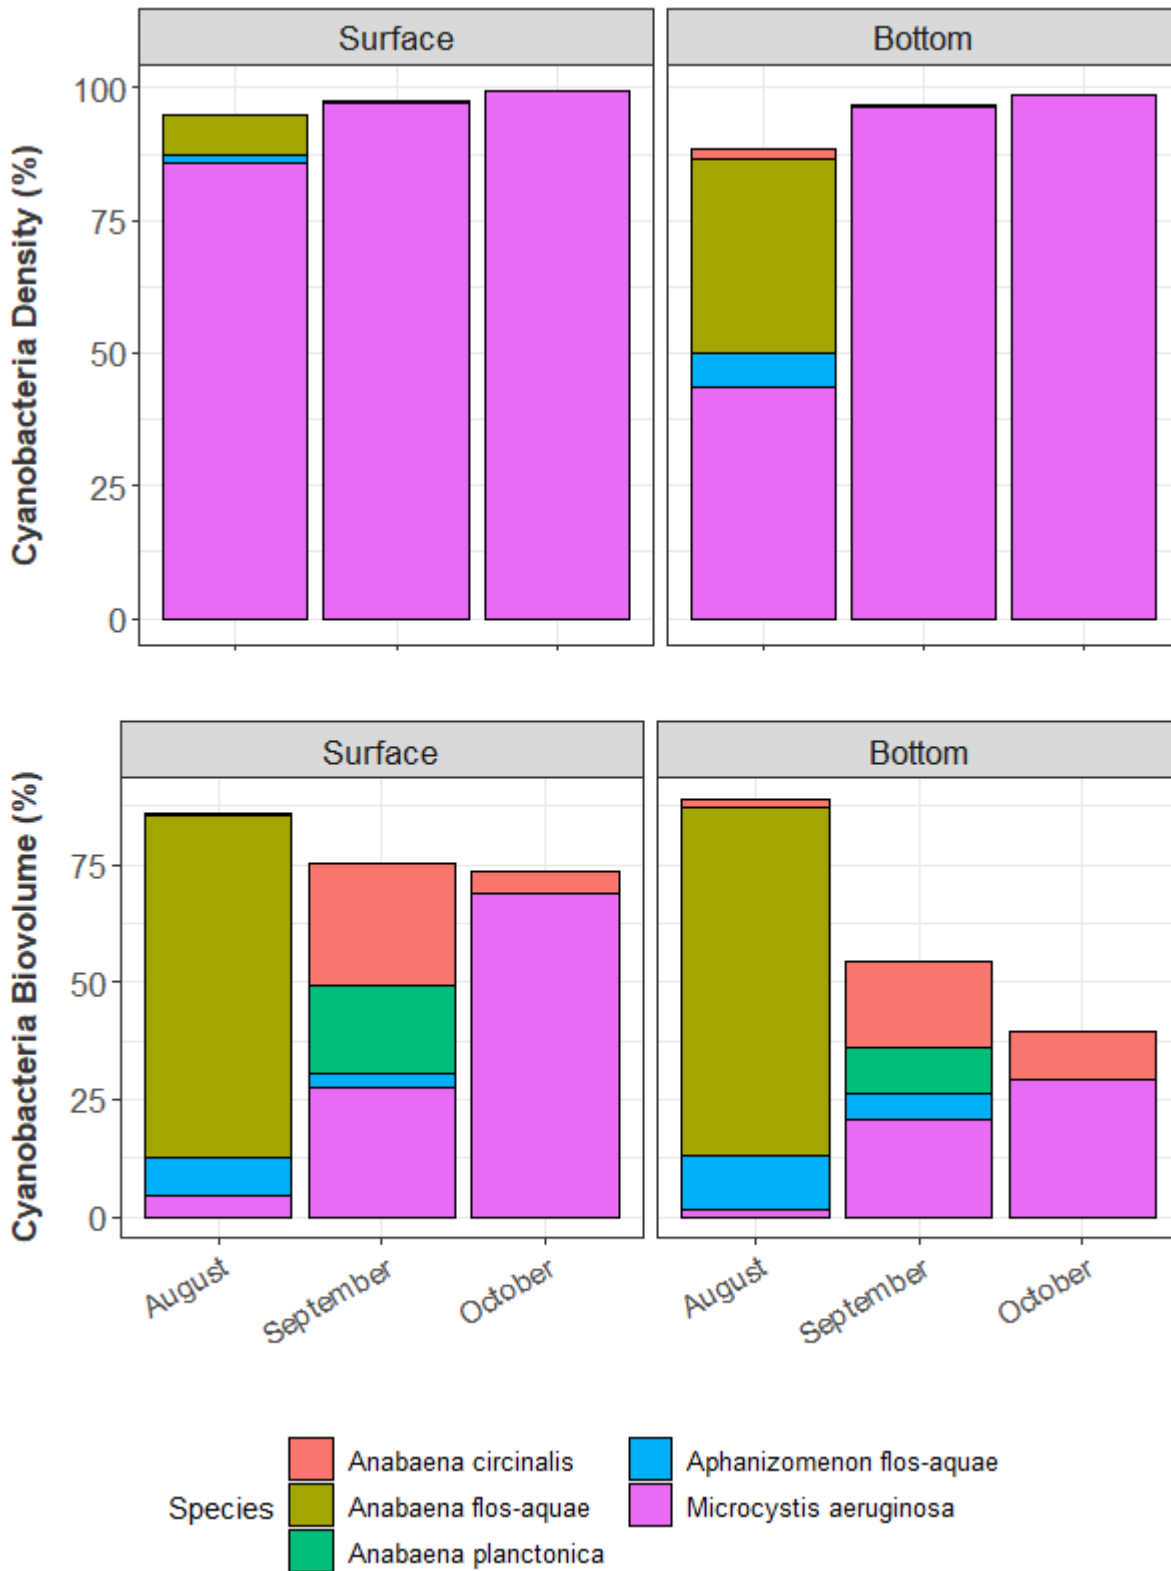 Surface
Bottom
Cyanobacteria Density (%)
100
75
50
25
0
Surface
Bottom
Cyanobacteria Biovolume (%)
75
50
25
0
August
September
October
August
September
October
Species
Anabaena circinalis
Anabaena flos-aquae
Anabaena planctonica
Aphanizomenon flos-aquae
Microcystis aeruginosa